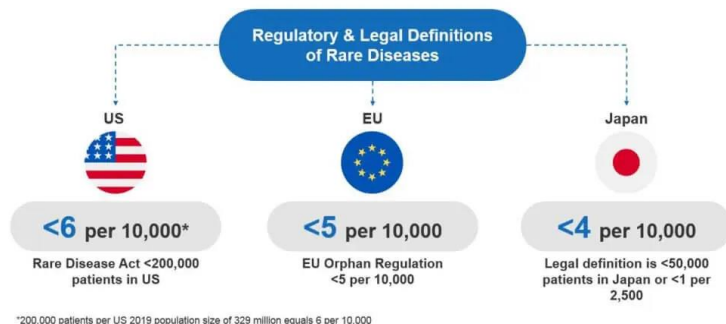 Regulatory & Legal Definitions
of Rare Diseases
US
EU
Japan
<6 per 10,000*
<5 per 10,000
<4 per 10,000
Rare Disease Act <200,000
patients in US
EU Orphan Regulation
<5 per 10,000
Legal definition is <50,000
patients in Japan or <1 per
2,500
*200,000 patients per US 2019 population size of 329 million equals 6 per 10,000